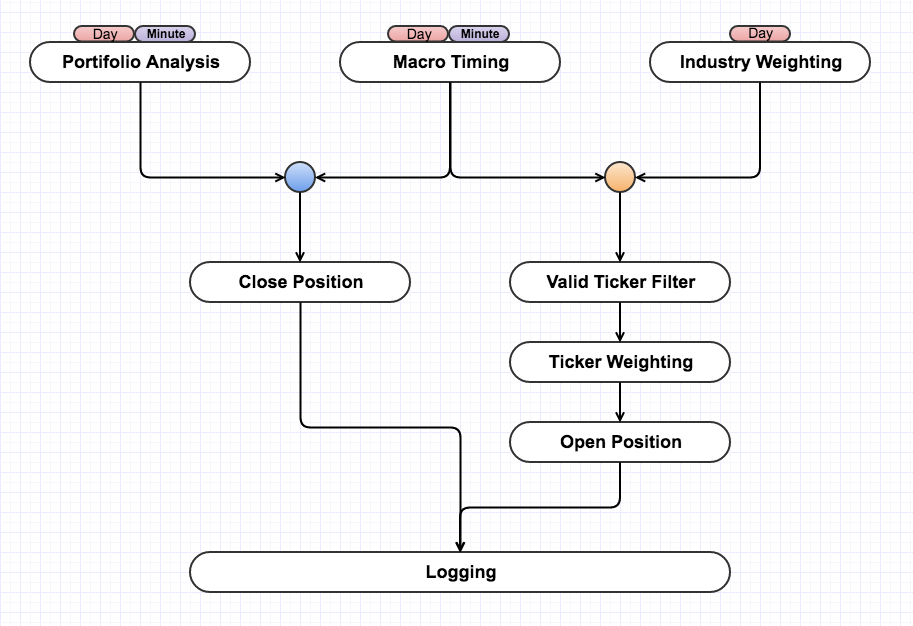 Day Minute
Day Minute
Day
Portifolio Analysis
Macro Timing
Industry Weighting
Close Position
Valid Ticker Filter
Ticker Weighting
Open Position
Logging